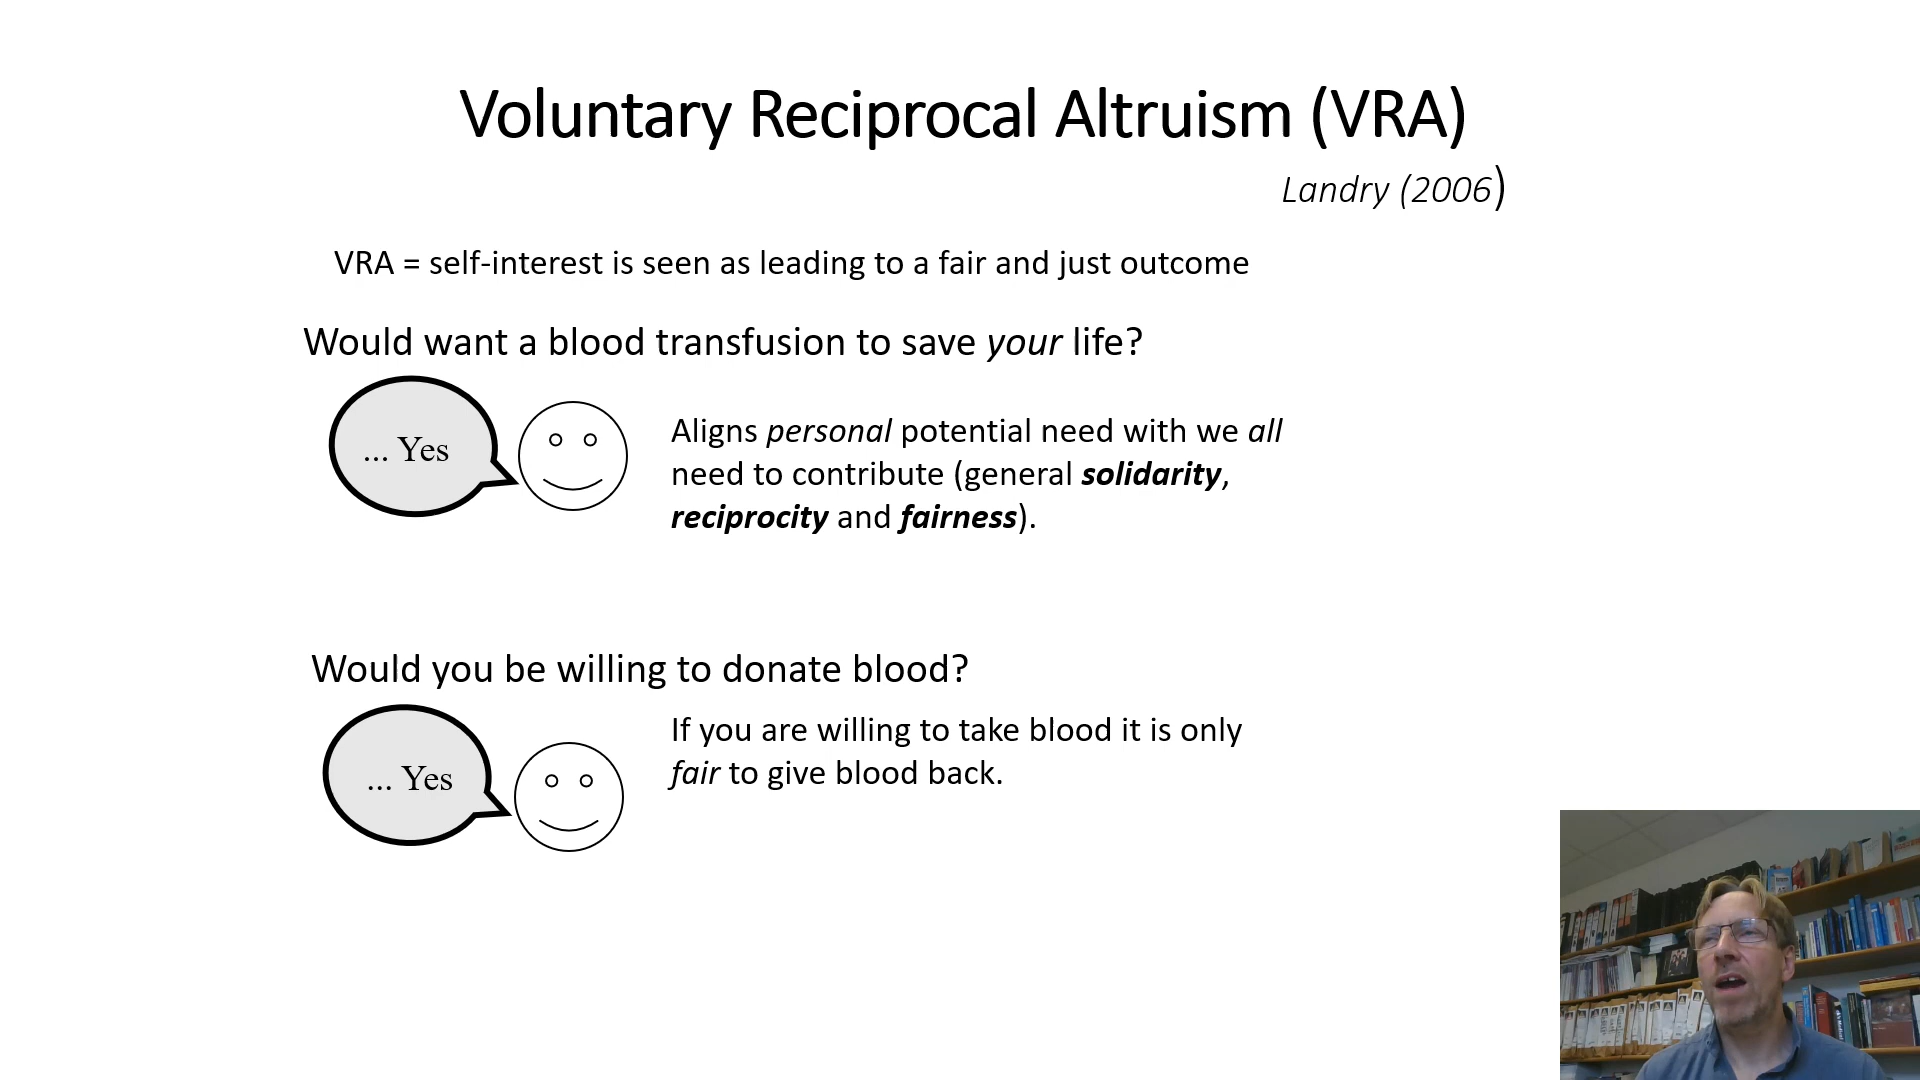 Voluntary Reciprocal Altruism (VRA)
Landry (2006)
VRA = self-interest is seen as leading to a fair and just outcome
Would want a blood transfusion to save your life?
... Yes
Aligns personal potential need with we all
need to contribute (general solidarity,
reciprocity and fairness).
Would you be willing to donate blood?
... Yes
If you are willing to take blood it is only
fair to give blood back.